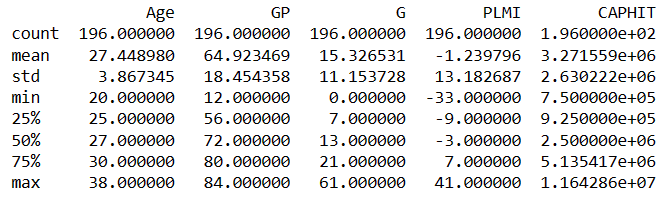 Age GP G PLMI CAPHIT
count 196.000000 196.000000 196.000000 196.000000 1.960000e+02
mean 27.448980 64.923469 15.326531 -1.239796 3.271559e+06
std 3.867345 18.454358 11.153728 13.182687 2.630222e+06
min 20.000000 12.000000 0.000000 -33.000000 7.500000e+05
25% 25.000000 56.000000 7.000000 -9.000000 9.250000e+05
50% 27.000000 72.000000 13.000000 -3.000000 2.500000e+06
75% 30.000000 80.000000 21.000000 7.000000 5.135417e+06
max 38.000000 84.000000 61.000000 41.000000 1.164286e+07